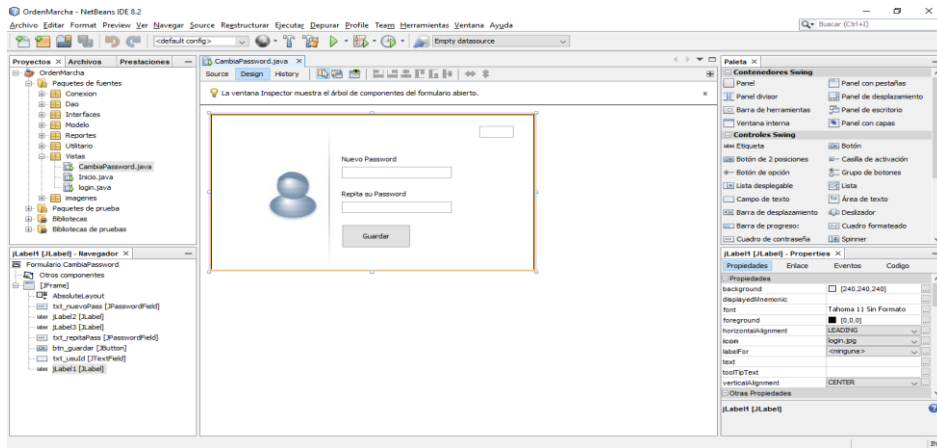 OrdenMarcha - NetBeans IDE 8.2
Archivo Editar Format Preview Ver Navegar Source Reestructurar Ejecutar Depurar Profile Team Herramientas Ventana Ayuda
Buscar (Ctrl+I)
<default config>
Empty datasource
Proyectos Archivos Prestaciones
OrdenMarcha
Paquetes de fuentes
Conexion
Dao
Interfaces
Modelo
Reportes
Utilitario
Vistas
CambiaPassword.java
Inicio.java
login.java
imagenes
Paquetes de prueba
Bibliotecas
Bibliotecas de pruebas
jLabel1 [JLabel] - Navegador
Formulario CambiaPassword
Otros componentes
[JFrame]
AbsoluteLayout
txt_nuevoPass [JPasswordField]
jLabel2 [JLabel]
jLabel3 [JLabel]
txt_repitaPass [JPasswordField]
btn_guardar [JButton]
txt_usuId [JTextField]
jLabel1 [JLabel]
CambiaPassword.java
Source Design History
La ventana Inspector muestra el árbol de componentes del formulario abierto.
Nuevo Password
Repita su Password
Guardar
Paleta
Contenedores Swing
Panel Panel con pestañas
Panel divisor Panel de desplazamiento
Barra de herramientas Panel de escritorio
Ventana interna Panel con capas
Controles Swing
label Etiqueta Botón
Botón de 2 posiciones Casilla de activación
Botón de opción Grupo de botones
Lista desplegable Lista
Campo de texto Área de texto
Barra de desplazamiento Deslizador
Barra de progreso: Cuadro formateado
Cuadro de contraseña Spinner
jLabel1 [JLabel] - Properties
Propiedades Enlace Eventos Codigo
Propiedades
background [240,240,240]
displayedMnemonic
font Tahoma 11 Sin Formato
foreground [0,0,0]
horizontalAlignment LEADING
icon login.jpg
labelFor <ninguna>
text
toolTipText
verticalAlignment CENTER
Otras Propiedades
jLabel1 [JLabel]